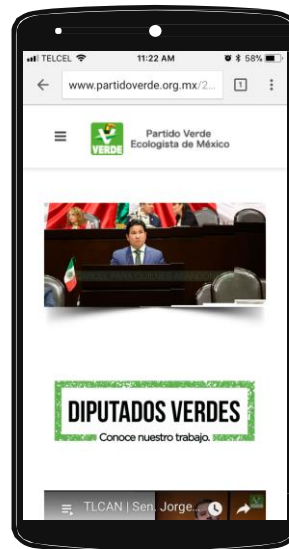 TELCEL 11:22 AM 58%
www.partidoverde.org.mx/2... 1
VERDE
Partido Verde
Ecologista de México
DIPUTADOS VERDES
Conoce nuestro trabajo.
TLCAN | Sen. Jorge...